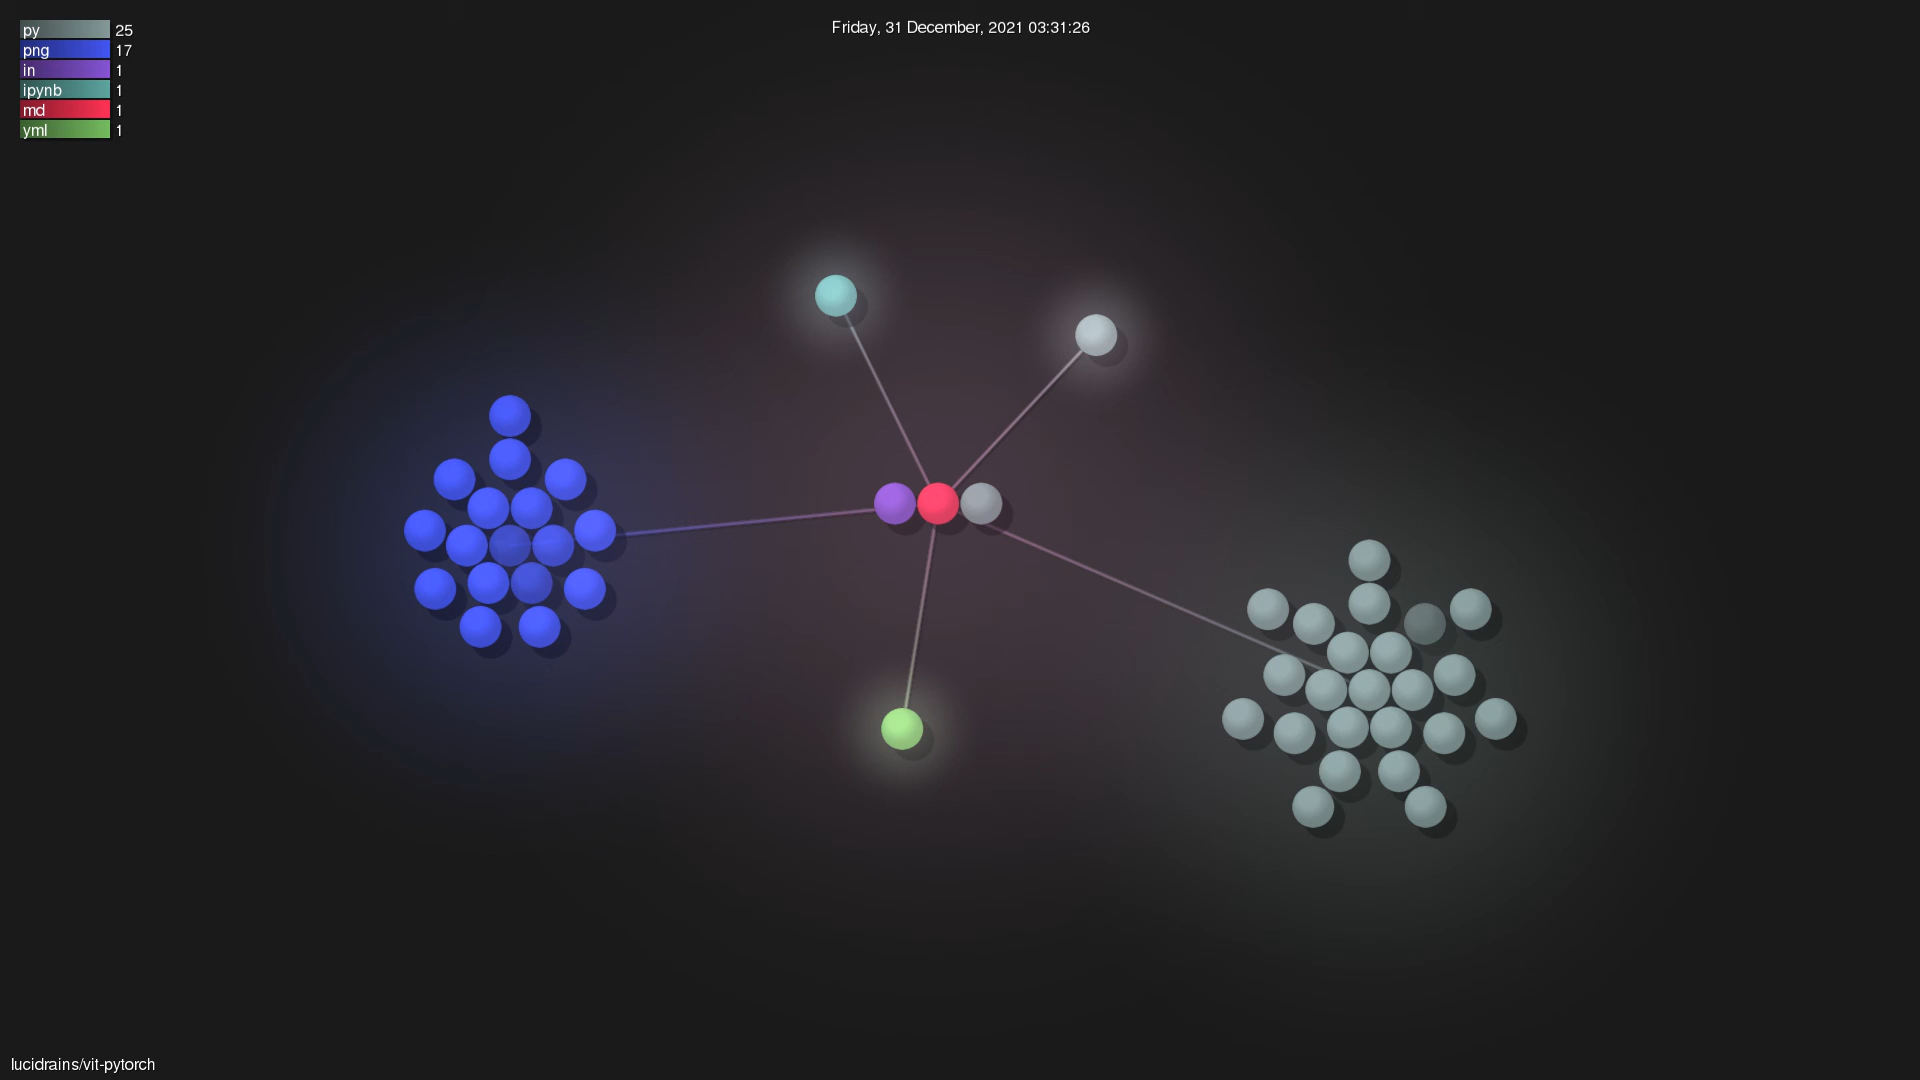 Friday, 31 December, 2021 03:31:26
py 25
png 17
in 1
ipynb 1
md 1
yml 1
lucidrains/vit-pytorch